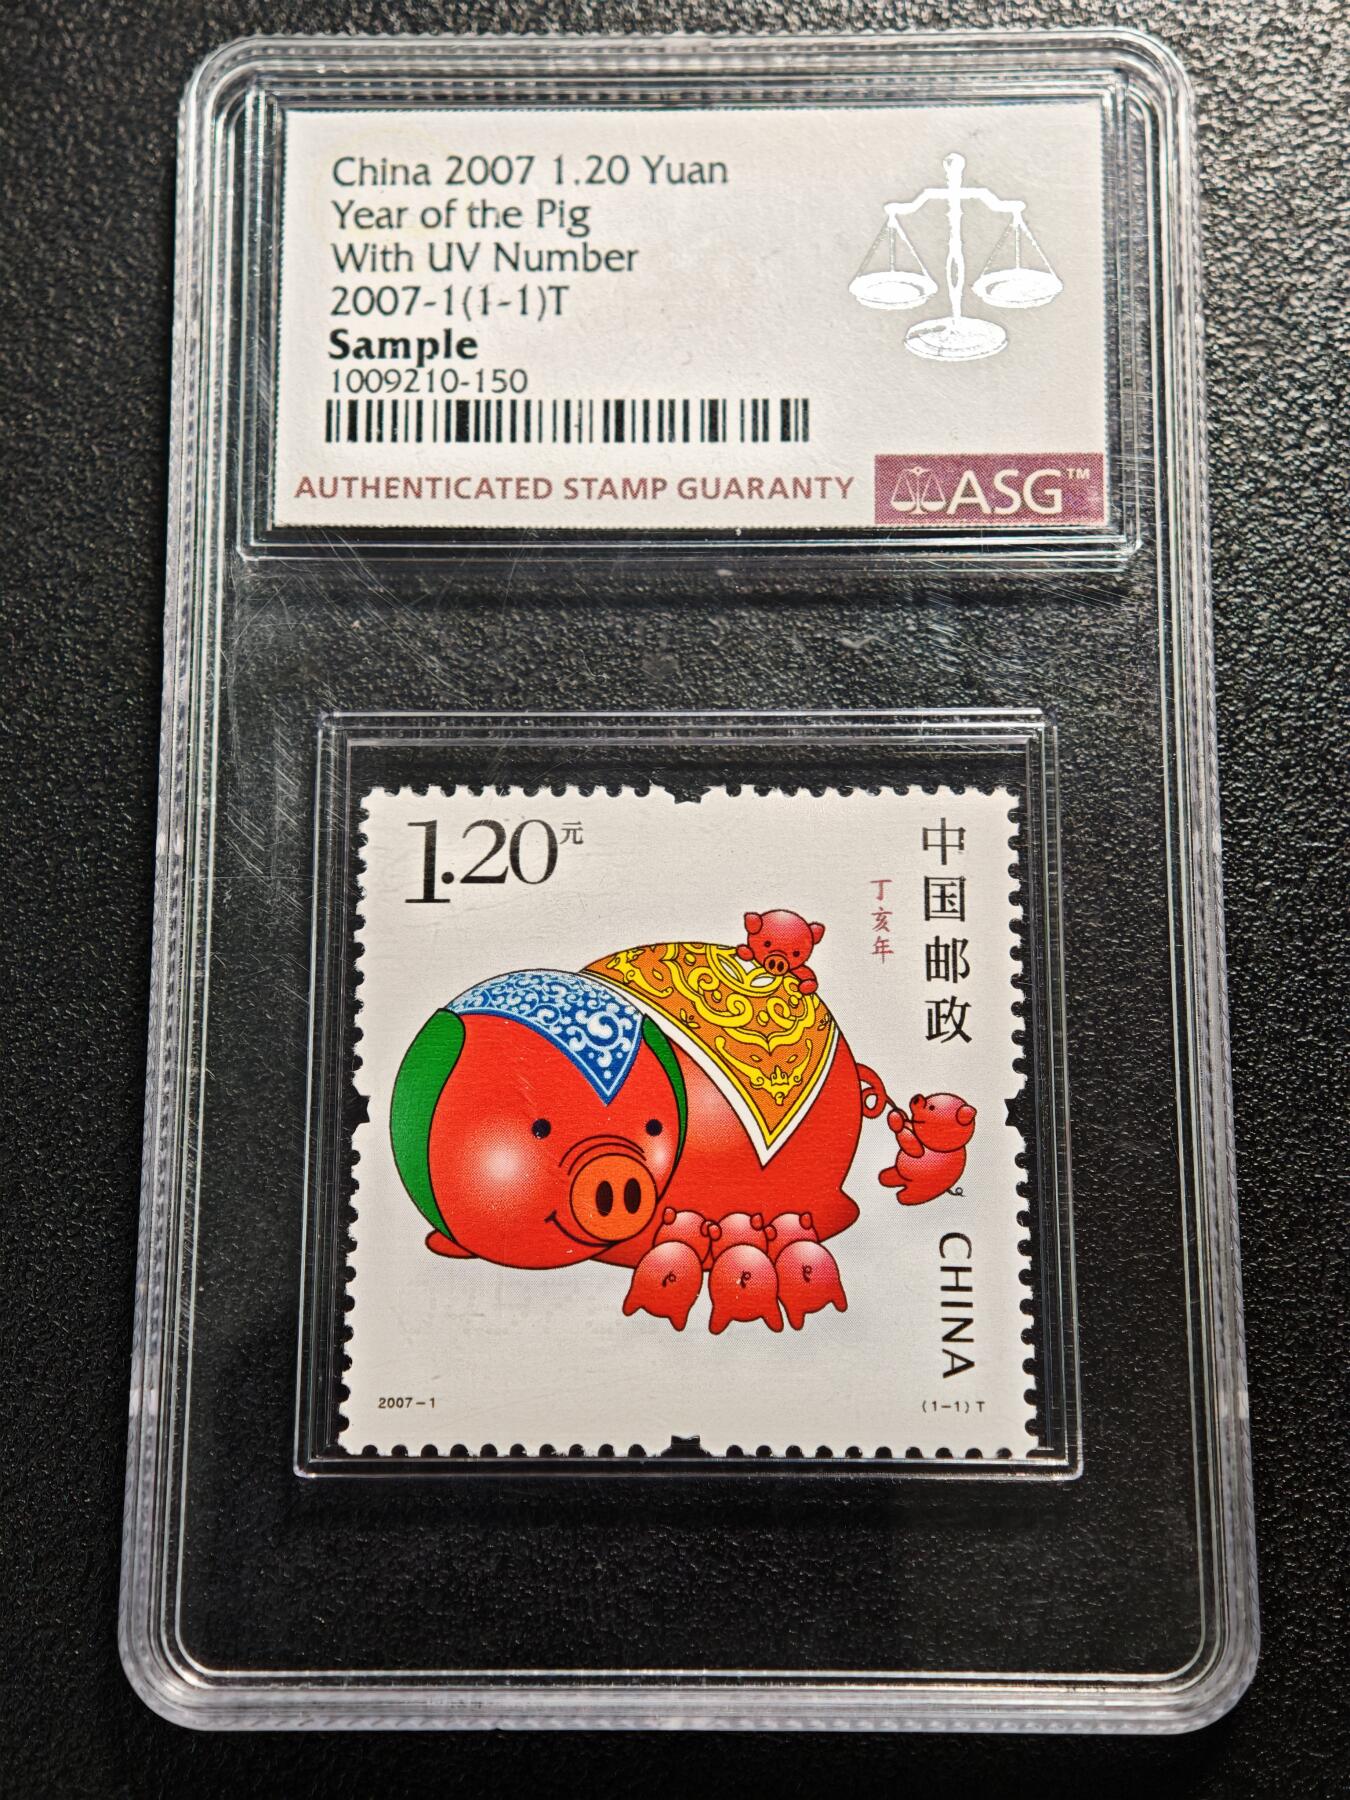 China 2007 1.20 Yuan
Year of the Pig
With UV Number
2007-1(1-1)T
Sample
1009210-150
AUTHENTICATED STAMP GUARANTY
ASG™
1.20元
中国邮政
丁亥年
CHINA
2007-1
(1-1)T